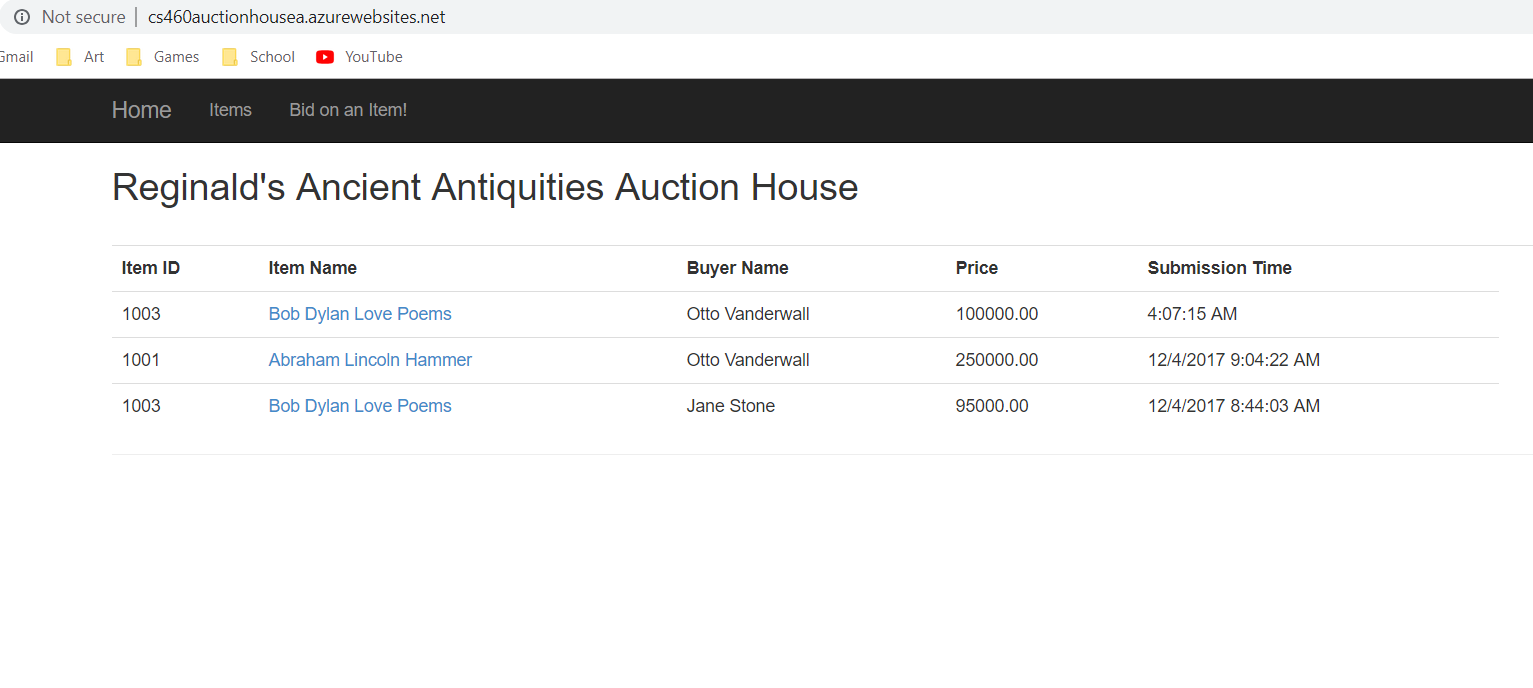 Not secure | cs460auctionhousea.azurewebsites.net
Gmail Art Games School YouTube
Home Items Bid on an Item!
Reginald's Ancient Antiquities Auction House
Item ID Item Name Buyer Name Price Submission Time
1003 Bob Dylan Love Poems Otto Vanderwall 100000.00 4:07:15 AM
1001 Abraham Lincoln Hammer Otto Vanderwall 250000.00 12/4/2017 9:04:22 AM
1003 Bob Dylan Love Poems Jane Stone 95000.00 12/4/2017 8:44:03 AM